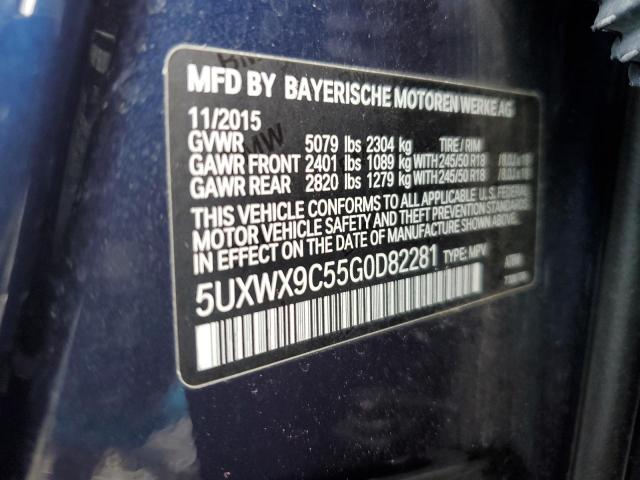 MFD BY BAYERISCHE MOTOREN WERKE AG
11/2015
GVWR 5079 lbs 2304 kg TIRE / RIM
GAWR FRONT 2401 lbs 1089 kg WITH 245/50 R18
GAWR REAR 2820 lbs 1279 kg WITH 245/50 R18
THIS VEHICLE CONFORMS TO ALL APPLICABLE U.S. FEDERAL
MOTOR VEHICLE SAFETY AND THEFT PREVENTION STANDARDS
IN EFFECT ON THE DATE OF MANUFACTURE SHOWN ABOVE.
5UXWX9C55G0D82281 TYPE: MPV